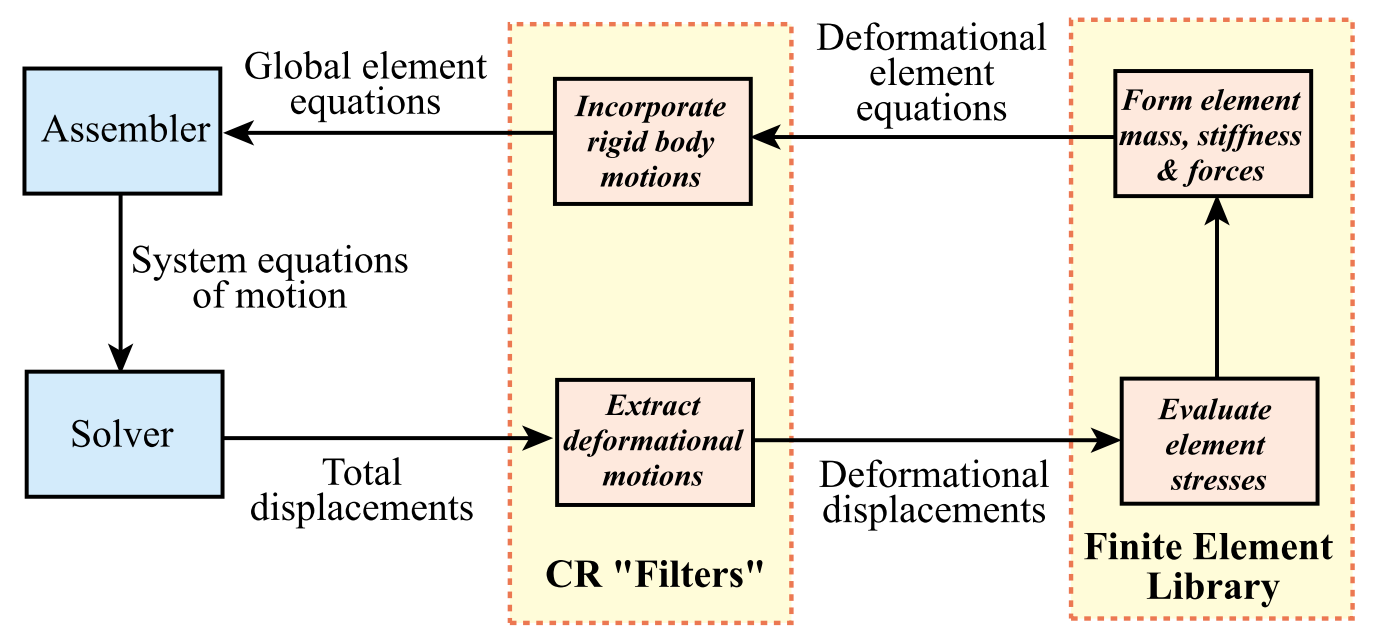 Global element
equations
Deformational
element
equations
Assembler
Incorporate
rigid body
motions
Form element
mass, stiffness
& forces
System equations
of motion
Solver
Total
displacements
Extract
deformational
motions
Deformational
displacements
Evaluate
element
stresses
CR "Filters"
Finite Element
Library